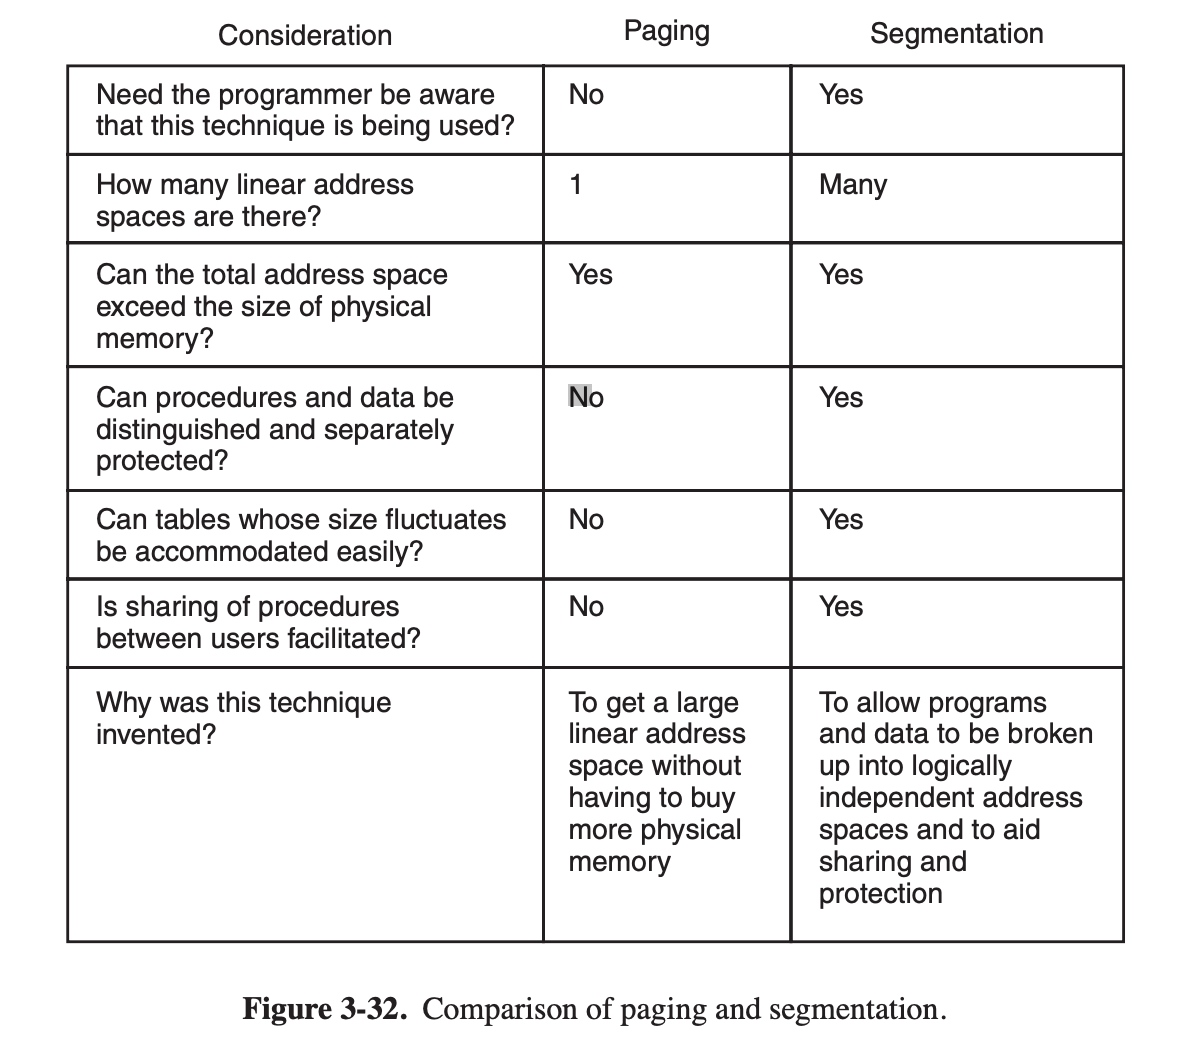 Consideration Paging Segmentation
Need the programmer be aware
that this technique is being used?
No
Yes
How many linear address
spaces are there?
1
Many
Can the total address space
exceed the size of physical
memory?
Yes
Yes
Can procedures and data be
distinguished and separately
protected?
No
Yes
Can tables whose size fluctuates
be accommodated easily?
No
Yes
Is sharing of procedures
between users facilitated?
No
Yes
Why was this technique
invented?
To get a large
linear address
space without
having to buy
more physical
memory
To allow programs
and data to be broken
up into logically
independent address
spaces and to aid
sharing and
protection
Figure 3-32. Comparison of paging and segmentation.